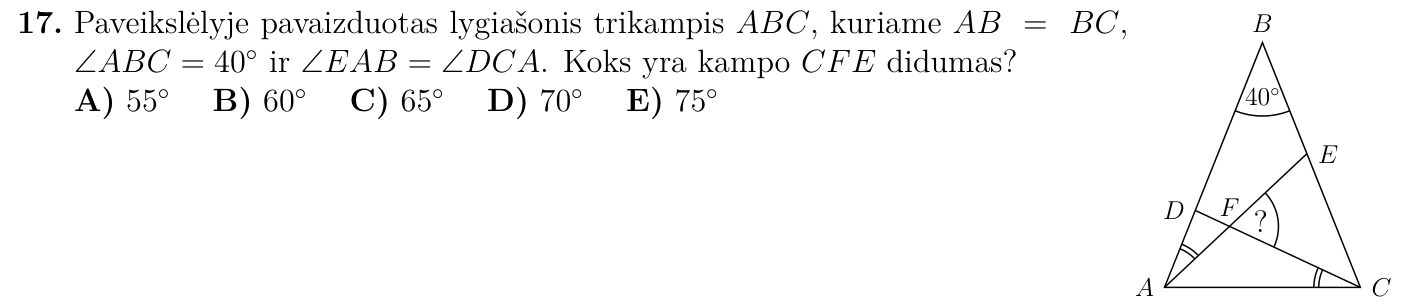 17. Paveikslėlyje pavaizduotas lygiašonis trikampis ABC, kuriame AB = BC,
∠ABC = 40° ir ∠EAB = ∠DCA. Koks yra kampo CFE didumas?
A) 55° B) 60° C) 65° D) 70° E) 75°
B
40°
E
D F ?
A C